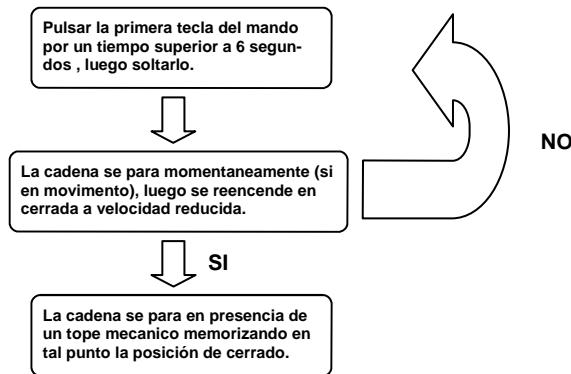 Pulsar la primera tecla del mando
por un tiempo superior a 6 segun-
dos , luego soltarlo.
NO
La cadena se para momentaneamente (si
en movimiento), luego se reencende en
cerrada a velocidad reducida.
SI
La cadena se para en presencia de
un tope mecanico memorizando en
tal punto la posición de cerrado.